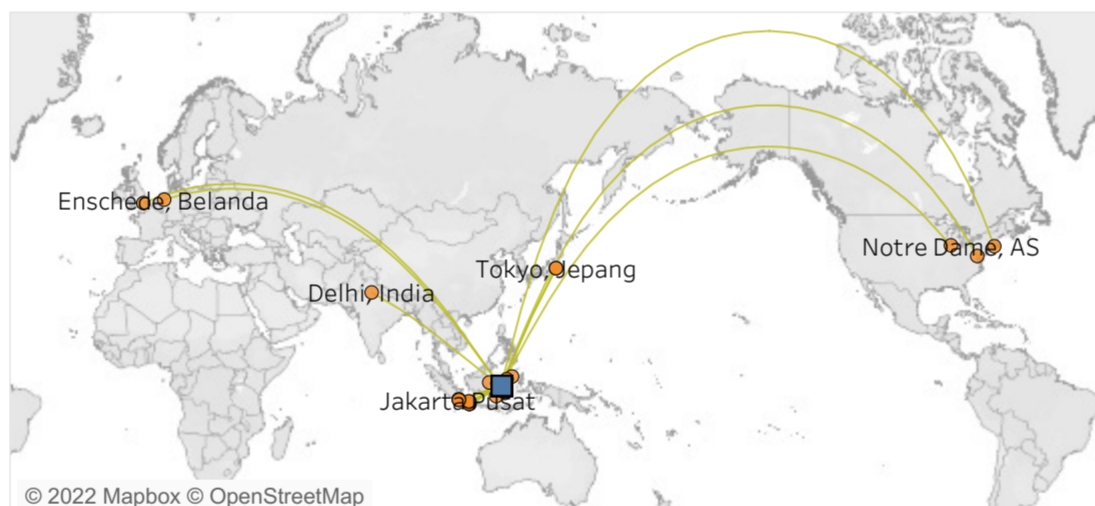 Enschede, Belanda
Notre Dame, AS
Tokyo, Jepang
Delhi, India
Jakarta Pusat
© 2022 Mapbox © OpenStreetMap